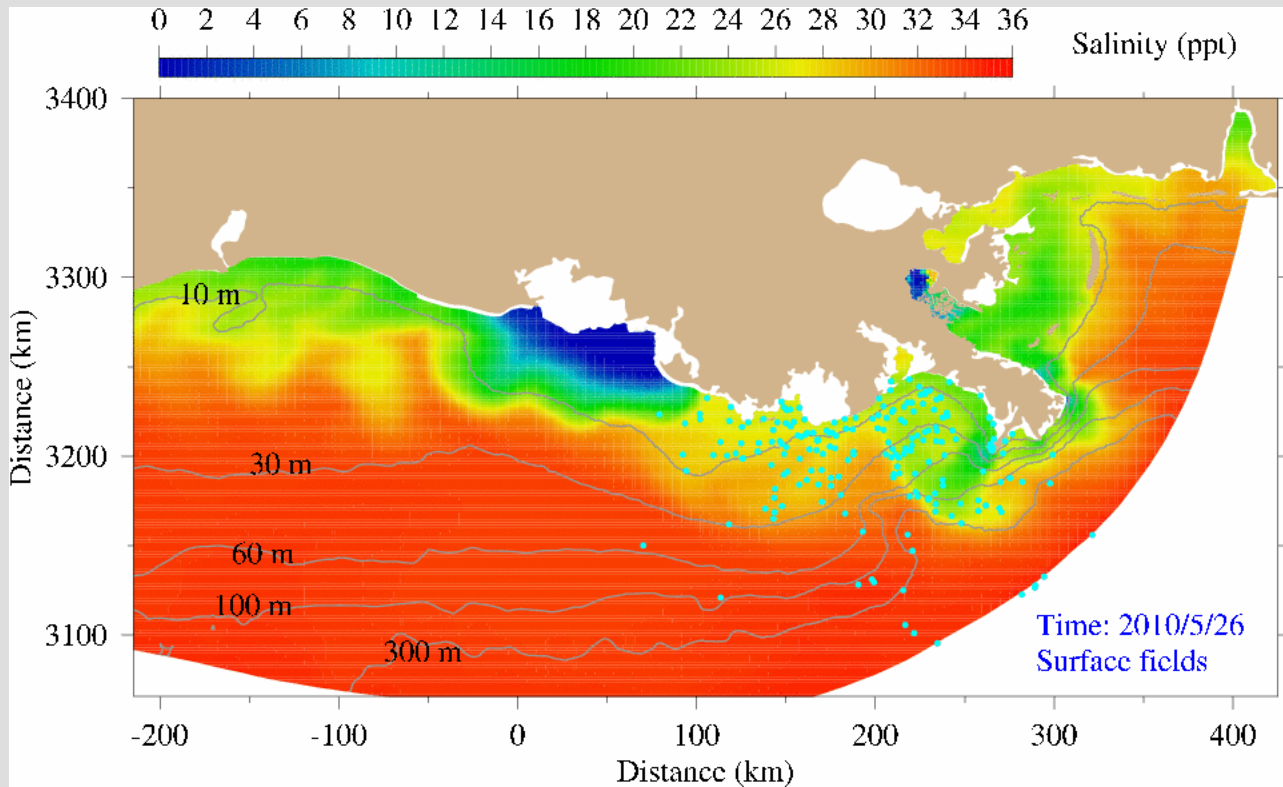 0 2 4 6 8 10 12 14 16 18 20 22 24 26 28 30 32 34 36
Salinity (ppt)
3400
3300
3200
3100
Distance (km)
10 m
30 m
60 m
100 m
300 m
Time: 2010/5/26
Surface fields
-200 -100 0 100 200 300 400
Distance (km)